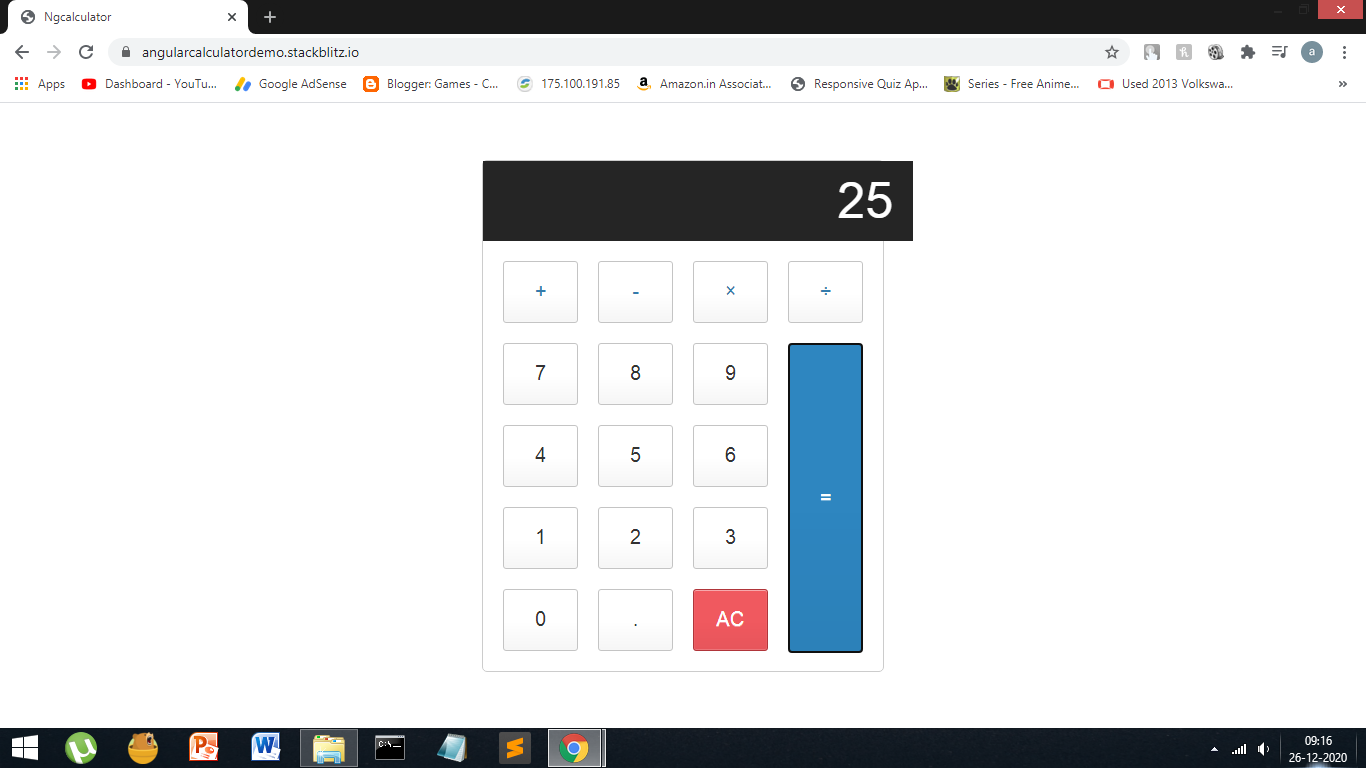 Ngcalculator
angularcalculatordemo.stackblitz.io
a
Apps Dashboard - YouTu... Google AdSense Blogger: Games - C... 175.100.191.85 Amazon.in Associat... Responsive Quiz Ap... Series - Free Anime... Used 2013 Volkswa... »
25
+ - × ÷
7 8 9
4 5 6
=
1 2 3
0 . AC
09:16
26-12-2020